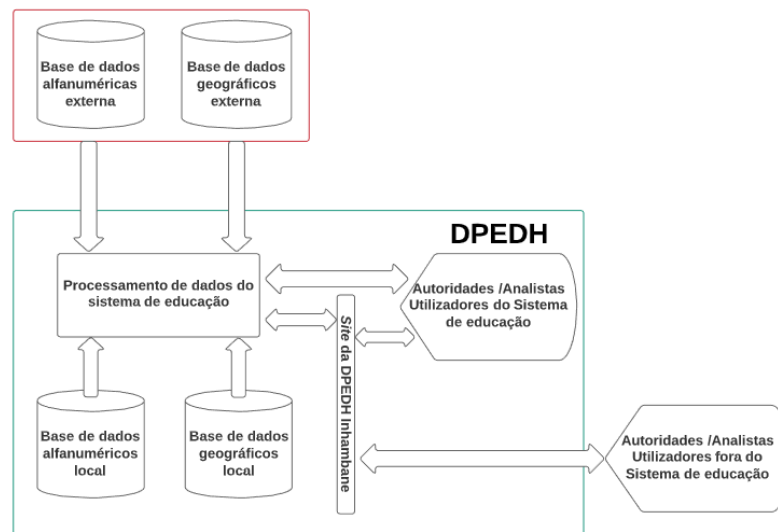 Base de dados
alfanuméricas
externa
Base de dados
geográficos
externa
DPEDH
Processamento de dados do
sistema de educação
Autoridades /Analistas
Utilizadores do Sistema
de educação
Site da DPEDH Inhambane
Base de dados
alfanuméricos
local
Base de dados
geográficos
local
Autoridades /Analistas
Utilizadores fora do
Sistema de educação